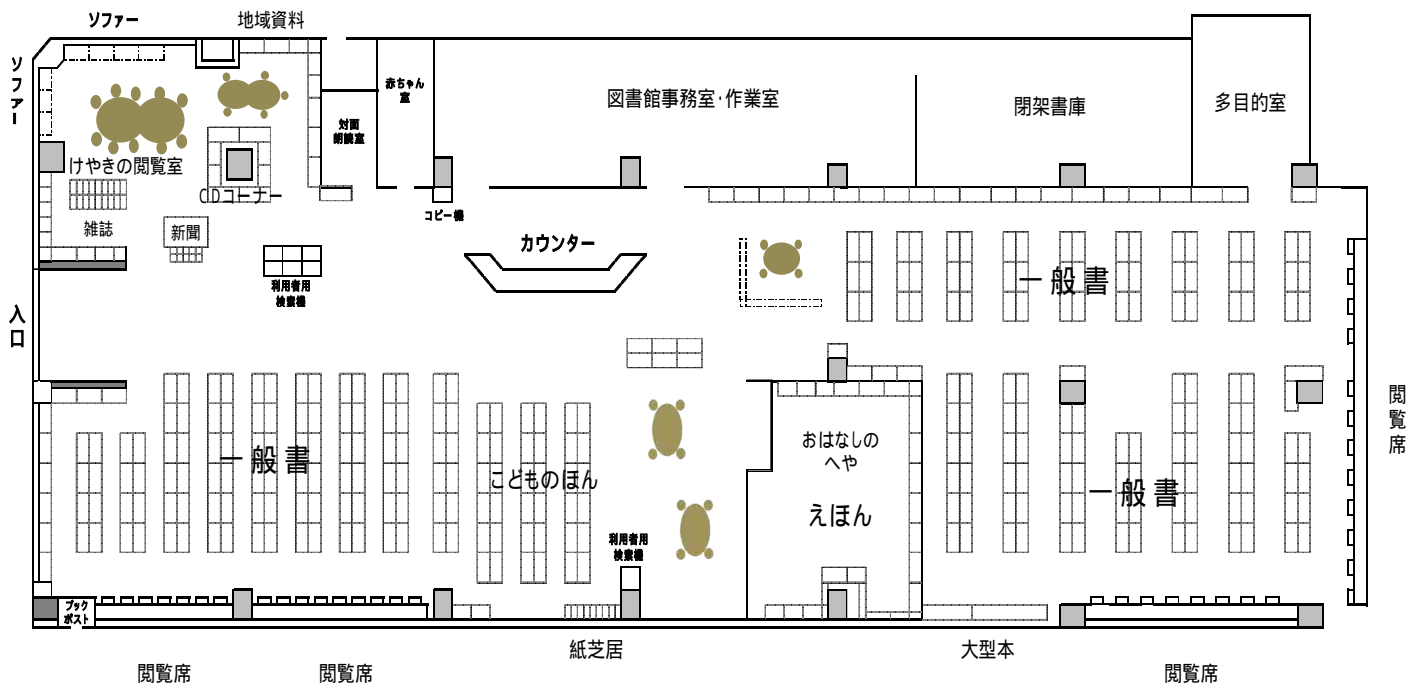 ソファー
地域資料
ソファー
赤ちゃん
室
図書館事務室・作業室
閉架書庫
多目的室
対面
朗読室
けやきの閲覧室
CDコーナー
コピー機
雑誌
新聞
カウンター
利用者用
検索機
一般書
入口
閲覧席
一般書
こどものほん
おはなしの
へや
えほん
一般書
利用者用
検索機
ブック
ポスト
紙芝居
大型本
閲覧席
閲覧席
閲覧席